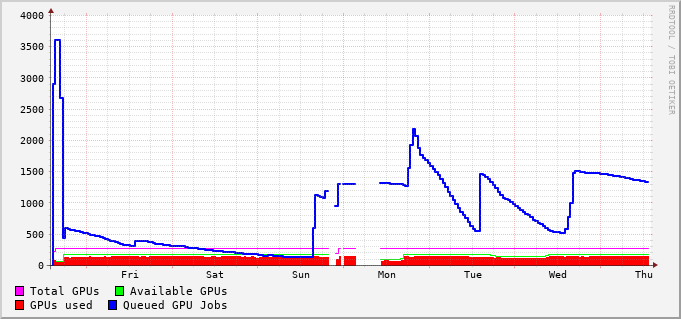 4000
3500
3000
2500
2000
1500
1000
500
0
Fri Sat Sun Mon Tue Wed Thu
Total GPUs Available GPUs
GPUs used Queued GPU Jobs
RRDTOOL / TOBI OETIKER